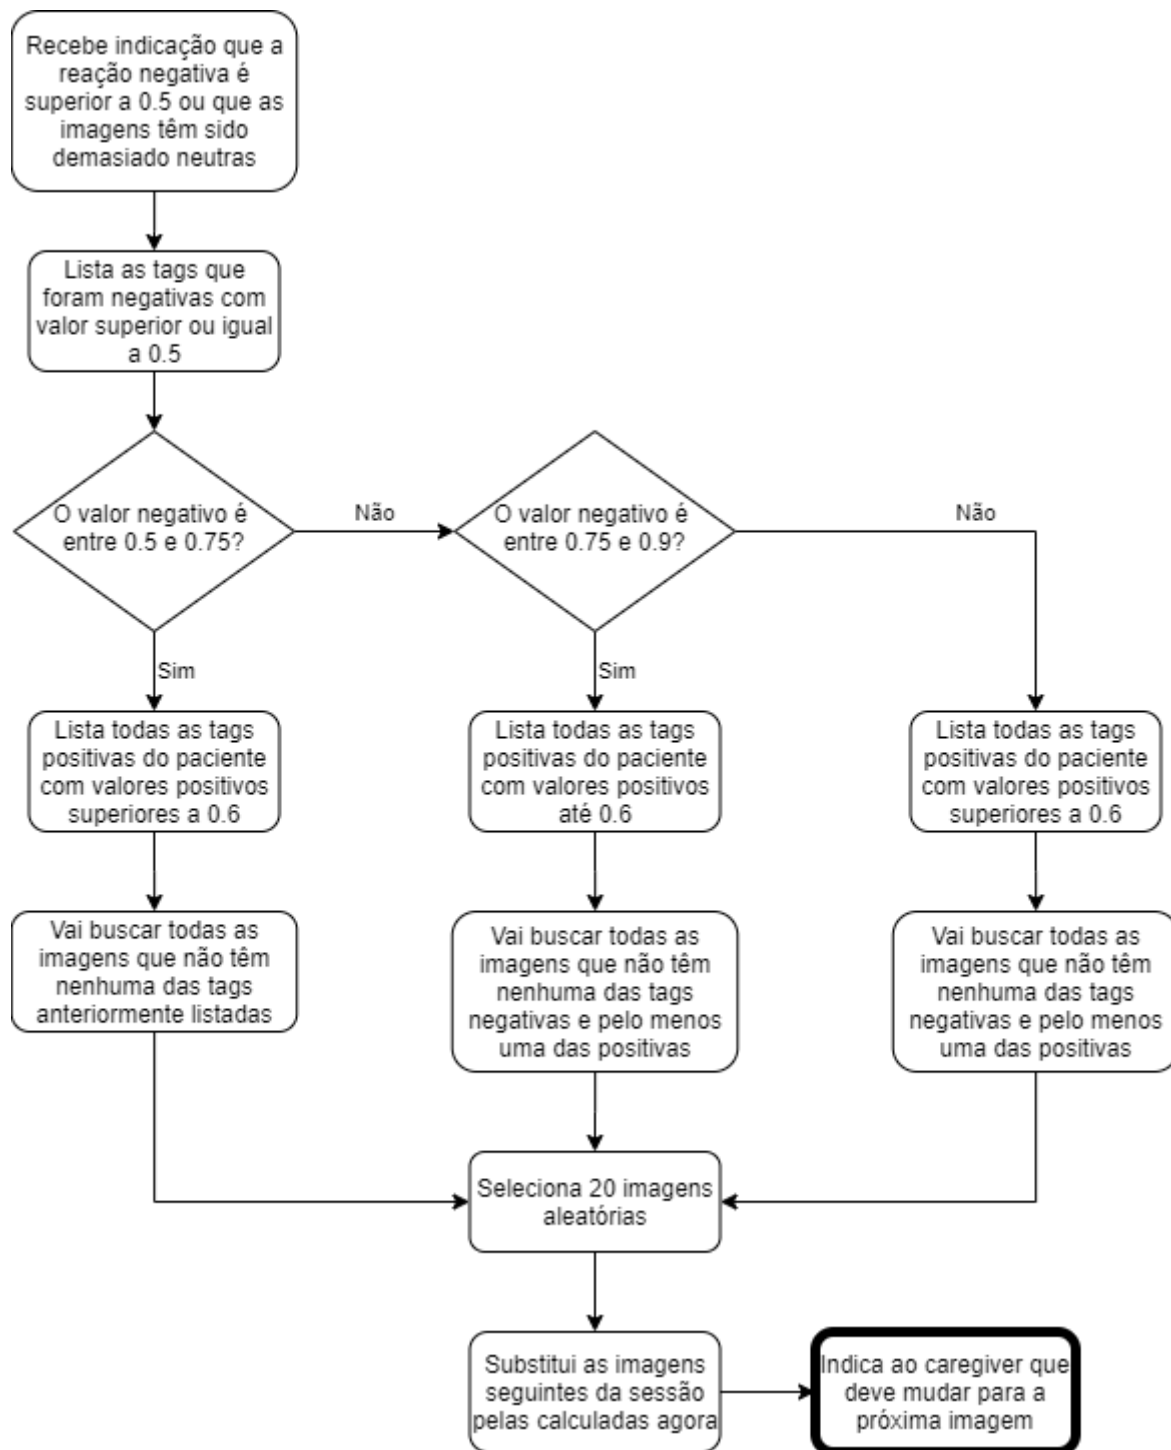 Recebe indicação que a
reação negativa é
superior a 0.5 ou que as
imagens têm sido
demasiado neutras
Lista as tags que
foram negativas com
valor superior ou igual
a 0.5
O valor negativo é
entre 0.5 e 0.75?
Não
O valor negativo é
entre 0.75 e 0.9?
Não
Sim
Sim
Lista todas as tags
positivas do paciente
com valores positivos
superiores a 0.6
Lista todas as tags
positivas do paciente
com valores positivos
até 0.6
Lista todas as tags
positivas do paciente
com valores positivos
superiores a 0.6
Vai buscar todas as
imagens que não têm
nenhuma das tags
anteriormente listadas
Vai buscar todas as
imagens que não têm
nenhuma das tags
negativas e pelo menos
uma das positivas
Vai buscar todas as
imagens que não têm
nenhuma das tags
negativas e pelo menos
uma das positivas
Seleciona 20 imagens
aleatórias
Substitui as imagens
seguintes da sessão
pelas calculadas agora
Indica ao caregiver que
deve mudar para a
próxima imagem